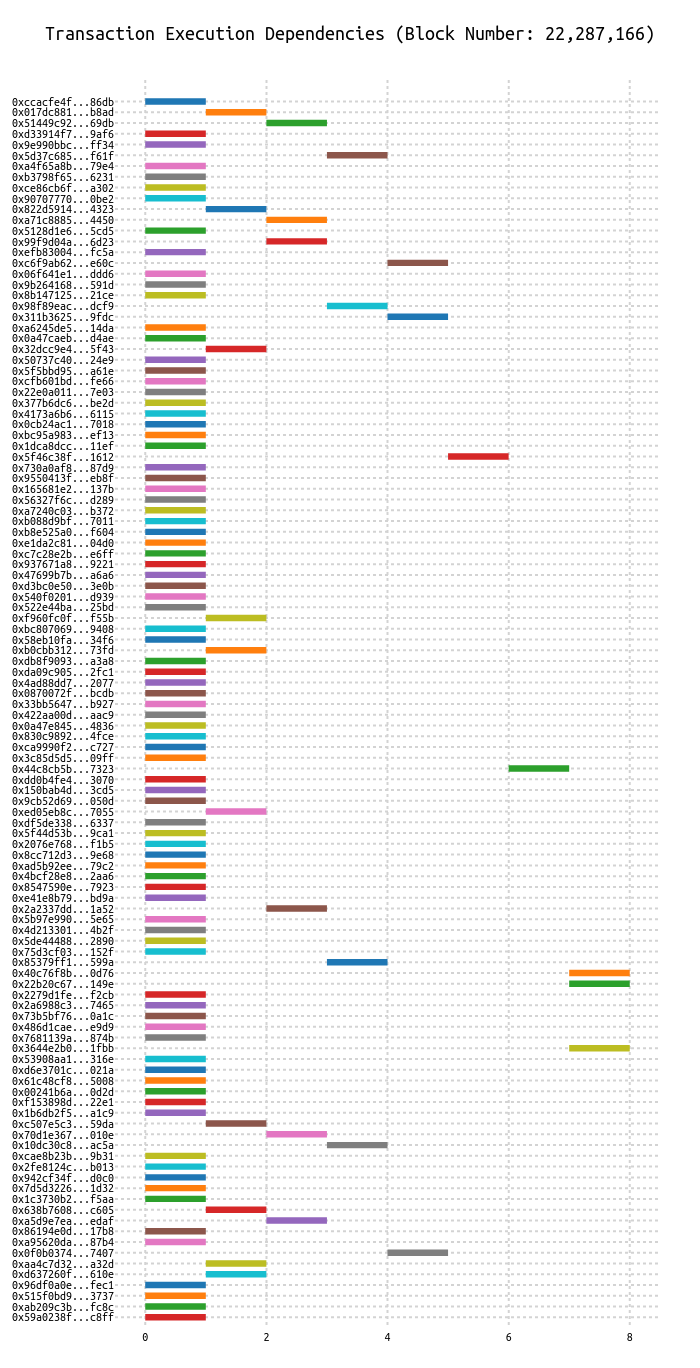 Transaction Execution Dependencies (Block Number: 22,287,166)
0xccacfe4f...86db
0x017dc881...b8ad
0x51449c92...69db
0xd33914f7...9af6
0x9e990bbc...ff34
0x5d37c685...f61f
0xa4f65a8b...79e4
0xb3798f65...6231
0xce86cb6f...a302
0x90707770...0be2
0x822d5914...4323
0xa71c8885...4450
0x5128d1e6...5cd5
0x99f9d04a...6d23
0xefb83004...fc5a
0xc6f9ab62...e60c
0x06f641e1...ddd6
0x9b264168...591d
0x8b147125...21ce
0x98f89eac...dcf9
0x311b3625...9fdc
0xa6245de5...14da
0x0a47caeb...d4ae
0x32dcc9e4...5f43
0x50737c40...24e9
0x5f5bbd95...a61e
0xcfb601bd...fe66
0x22e0a011...7e03
0x377b6dc6...be2d
0x4173a6b6...6115
0x0cb24ac1...7018
0xbc95a983...ef13
0x1dca8dcc...11ef
0x5f46c38f...1612
0x730a0af8...87d9
0x9550413f...eb8f
0x165681e2...137b
0x56327f6c...d289
0xa7240c03...b372
0xb088d9bf...7011
0xb8e525a0...f604
0xe1da2c81...04d0
0xc7c28e2b...e6ff
0x937671a8...9221
0x47699b7b...a6a6
0xd3bc0e50...3e0b
0x540f0201...d939
0x522e44ba...25bd
0xf960fc0f...f55b
0xbc807069...9408
0x58eb10fa...34f6
0xb0cbb312...73fd
0xdb8f9093...a3a8
0xda09c905...2fc1
0x4ad88dd7...2077
0x0870072f...bcdb
0x33bb5647...b927
0x422aa00d...aac9
0x0a47e845...4836
0x830c9892...4fce
0xca9990f2...c727
0x3c85d5d5...09ff
0x44c8cb5b...7323
0xdd0b4fe4...3070
0x150bab4d...3cd5
0x9cb52d69...050d
0xed05eb8c...7055
0xdf5de338...6337
0x5f44d53b...9ca1
0x2076e768...f1b5
0x8cc712d3...9e68
0xad5b92ee...79c2
0x4bcf28e8...2aa6
0x8547590e...7923
0xe41e8b79...bd9a
0x2a2337dd...1a52
0x5b97e990...5e65
0x4d213301...4b2f
0x5de44488...2890
0x75d3cf03...152f
0x85379ff1...599a
0x40c76f8b...0d76
0x22b20c67...149e
0x2279d1fe...f2cb
0x2a6988c3...7465
0x73b5bf76...0a1c
0x486d1cae...e9d9
0x7681139a...874b
0x3644e2b0...1fbb
0x53908aa1...316e
0xd6e3701c...021a
0x61c48cf8...5008
0x00241b6a...0d2d
0xf153898d...22e1
0x1b6db2f5...a1c9
0xc507e5c3...59da
0x70d1e367...010e
0x10dc30c8...ac5a
0xcae8b23b...9b31
0x2fe8124c...b013
0x942cf34f...d0c0
0x7d5d3226...1d32
0x1c3730b2...f5aa
0x638b7608...c605
0xa5d9e7ea...edaf
0x86194e0d...17b8
0xa95620da...87b4
0x0f0b0374...7407
0xaa4c7d32...a32d
0xd637260f...610e
0x96df0a0e...fec1
0x515f0bd9...3737
0xab209c3b...fc8c
0x59a0238f...c8ff
0 2 4 6 8